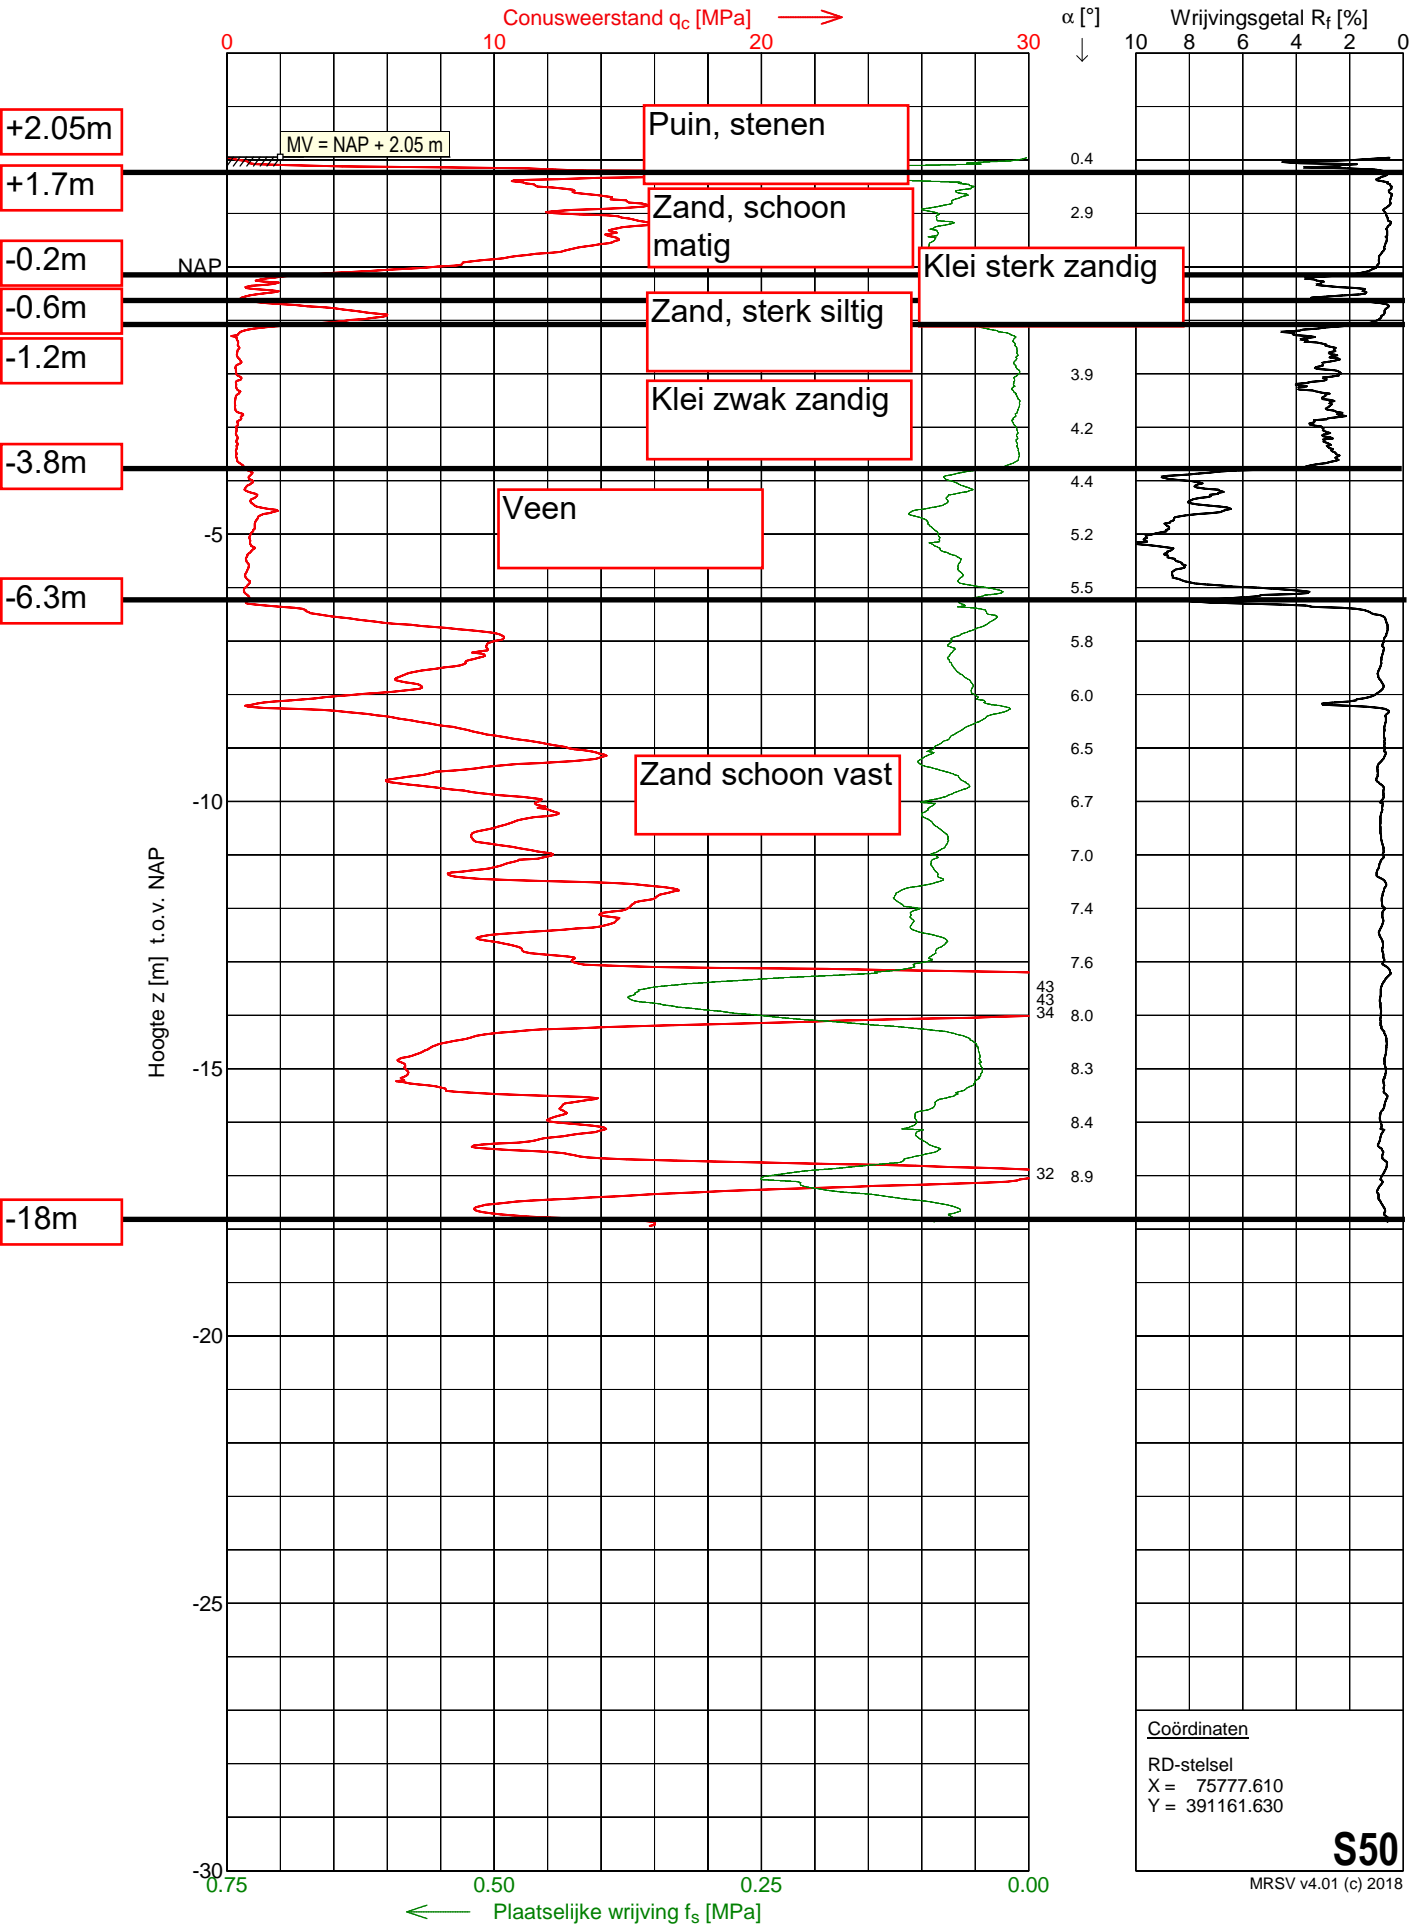 Conusweerstand qc [MPa]
α [°]
Wrijvingsgetal Rf [%]
0 10 20 30
10 8 6 4 2 0
+2.05m
MV = NAP + 2.05 m
Puin, stenen
0.4
+1.7m
Zand, schoon
matig
2.9
-0.2m
NAP
Klei sterk zandig
-0.6m
Zand, sterk siltig
-1.2m
3.9
Klei zwak zandig
4.2
-3.8m
4.4
Veen
-5
5.2
5.5
-6.3m
5.8
6.0
6.5
Zand schoon vast
-10
6.7
7.0
Hoogte z [m] t.o.v. NAP
7.4
7.6
43
43
34
8.0
-15
8.3
8.4
32
8.9
-18m
-20
-25
Coördinaten
RD-stelsel
X = 75777.610
Y = 391161.630
S50
-30
0.75 0.50 0.25 0.00
MRSV v4.01 (c) 2018
Plaatselijke wrijving fs [MPa]